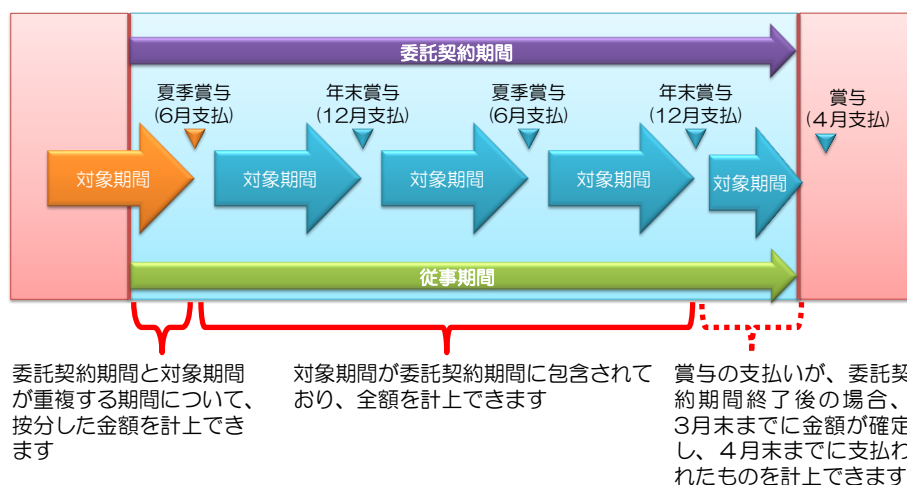 委託契約期間
夏季賞与
(6月支払)
年末賞与
(12月支払)
夏季賞与
(6月支払)
年末賞与
(12月支払)
賞与
(４月支払)
対象期間
対象期間
対象期間
対象期間
対象期間
従事期間
委託契約期間と対象期間
が重複する期間について、
按分した金額を計上でき
ます
対象期間が委託契約期間に包含されて
おり、全額を計上できます
賞与の支払いが、委託契
約期間終了後の場合、
3月末までに金額が確定
し、４月末までに支払わ
れたものを計上できます